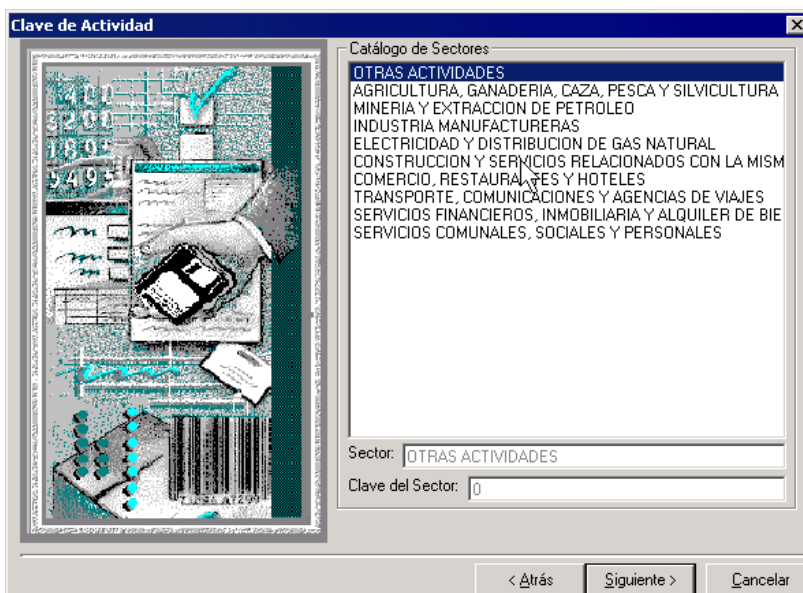 Clave de Actividad
Catálogo de Sectores
OTRAS ACTIVIDADES
AGRICULTURA, GANADERIA, CAZA, PESCA Y SILVICULTURA
MINERIA Y EXTRACCION DE PETROLEO
INDUSTRIA MANUFACTURERAS
ELECTRICIDAD Y DISTRIBUCION DE GAS NATURAL
CONSTRUCCION Y SERVICIOS RELACIONADOS CON LA MISM
COMERCIO, RESTAURANTES Y HOTELES
TRANSPORTE, COMUNICACIONES Y AGENCIAS DE VIAJES
SERVICIOS FINANCIEROS, INMOBILIARIA Y ALQUILER DE BIE
SERVICIOS COMUNALES, SOCIALES Y PERSONALES
Sector: OTRAS ACTIVIDADES
Clave del Sector: 0
< Atrás Siguiente > Cancelar